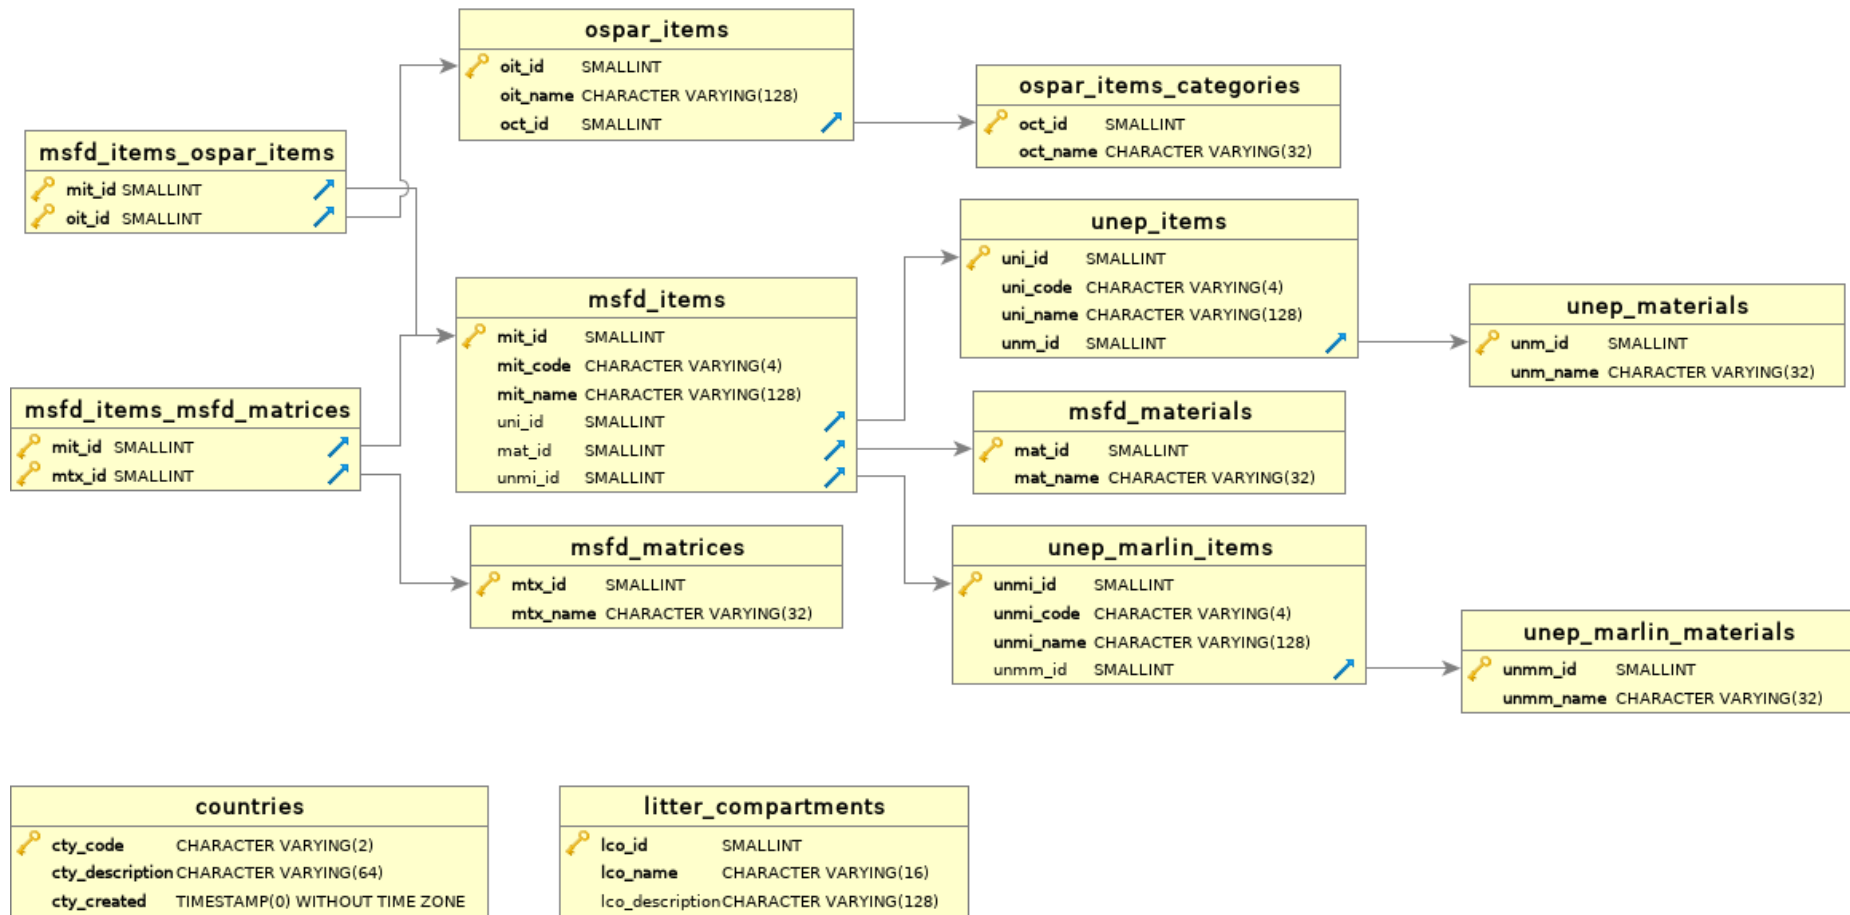 ospar_items
oit_id SMALLINT
oit_name CHARACTER VARYING(128)
oct_id SMALLINT
ospar_items_categories
oct_id SMALLINT
oct_name CHARACTER VARYING(32)
msfd_items_ospar_items
mit_id SMALLINT
oit_id SMALLINT
unep_items
uni_id SMALLINT
uni_code CHARACTER VARYING(4)
uni_name CHARACTER VARYING(128)
unm_id SMALLINT
msfd_items
mit_id SMALLINT
mit_code CHARACTER VARYING(4)
mit_name CHARACTER VARYING(128)
uni_id SMALLINT
mat_id SMALLINT
unmi_id SMALLINT
unep_materials
unm_id SMALLINT
unm_name CHARACTER VARYING(32)
msfd_items_msfd_matrices
mit_id SMALLINT
mtx_id SMALLINT
msfd_materials
mat_id SMALLINT
mat_name CHARACTER VARYING(32)
msfd_matrices
mtx_id SMALLINT
mtx_name CHARACTER VARYING(32)
unep_marlin_items
unmi_id SMALLINT
unmi_code CHARACTER VARYING(4)
unmi_name CHARACTER VARYING(128)
unmm_id SMALLINT
unep_marlin_materials
unmm_id SMALLINT
unmm_name CHARACTER VARYING(32)
countries
cty_code CHARACTER VARYING(2)
cty_description CHARACTER VARYING(64)
cty_created TIMESTAMP(0) WITHOUT TIME ZONE
litter_compartments
lco_id SMALLINT
lco_name CHARACTER VARYING(16)
lco_description CHARACTER VARYING(128)